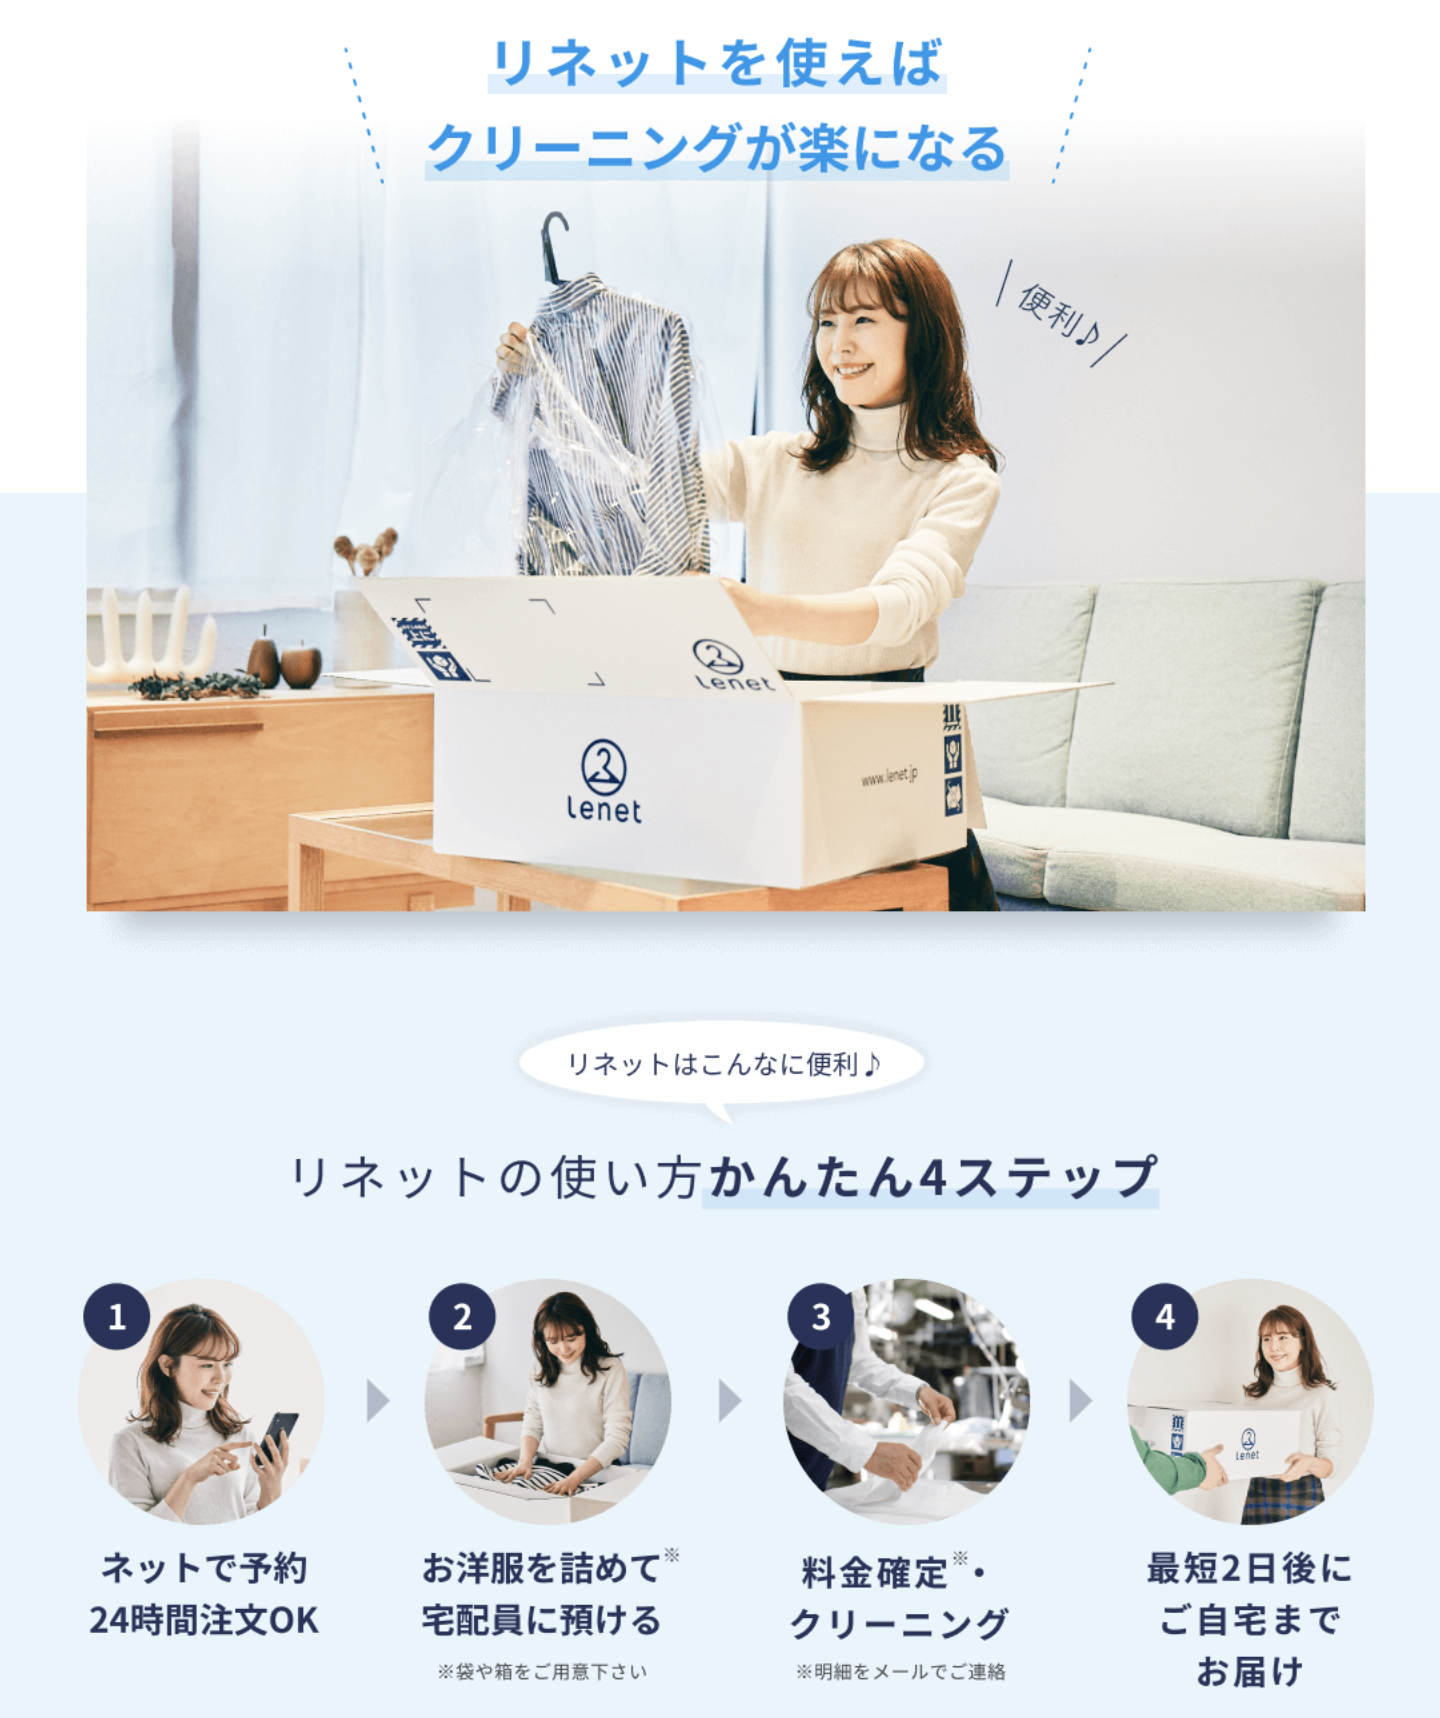 リネットを使えば
クリーニングが楽になる
便利♪
上に
lenet
lenet
www.lenet.jp
リネットはこんなに便利♪
リネットの使い方かんたん4ステップ
1
2
3
4
lenet
ネットで予約
24時間注文OK
お洋服を詰めて※
宅配員に預ける
※袋や箱をご用意下さい
料金確定※・
クリーニング
※明細をメールでご連絡
最短2日後に
ご自宅まで
お届け